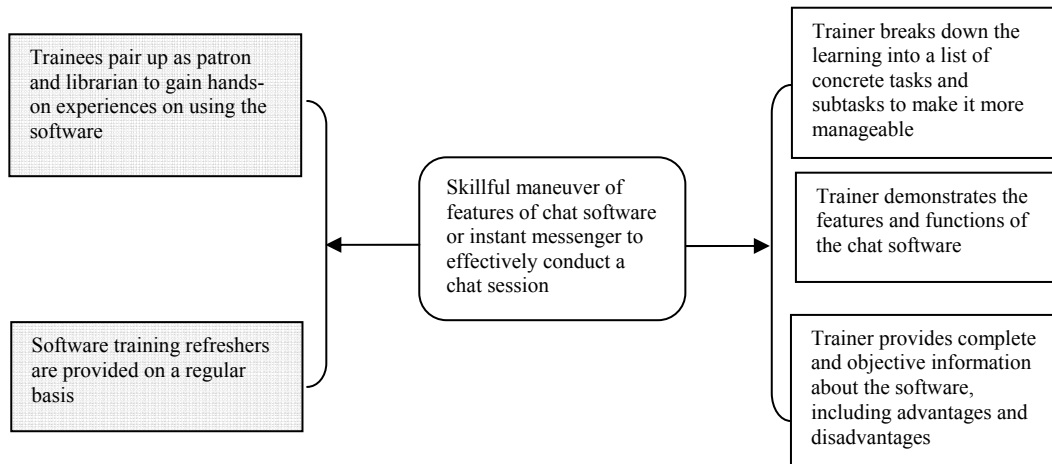 Trainees pair up as patron
and librarian to gain hands-
on experiences on using the
software
Software training refreshers
are provided on a regular
basis
Skillful maneuver of
features of chat software
or instant messenger to
effectively conduct a
chat session
Trainer breaks down the
learning into a list of
concrete tasks and
subtasks to make it more
manageable
Trainer demonstrates the
features and functions of
the chat software
Trainer provides complete
and objective information
about the software,
including advantages and
disadvantages